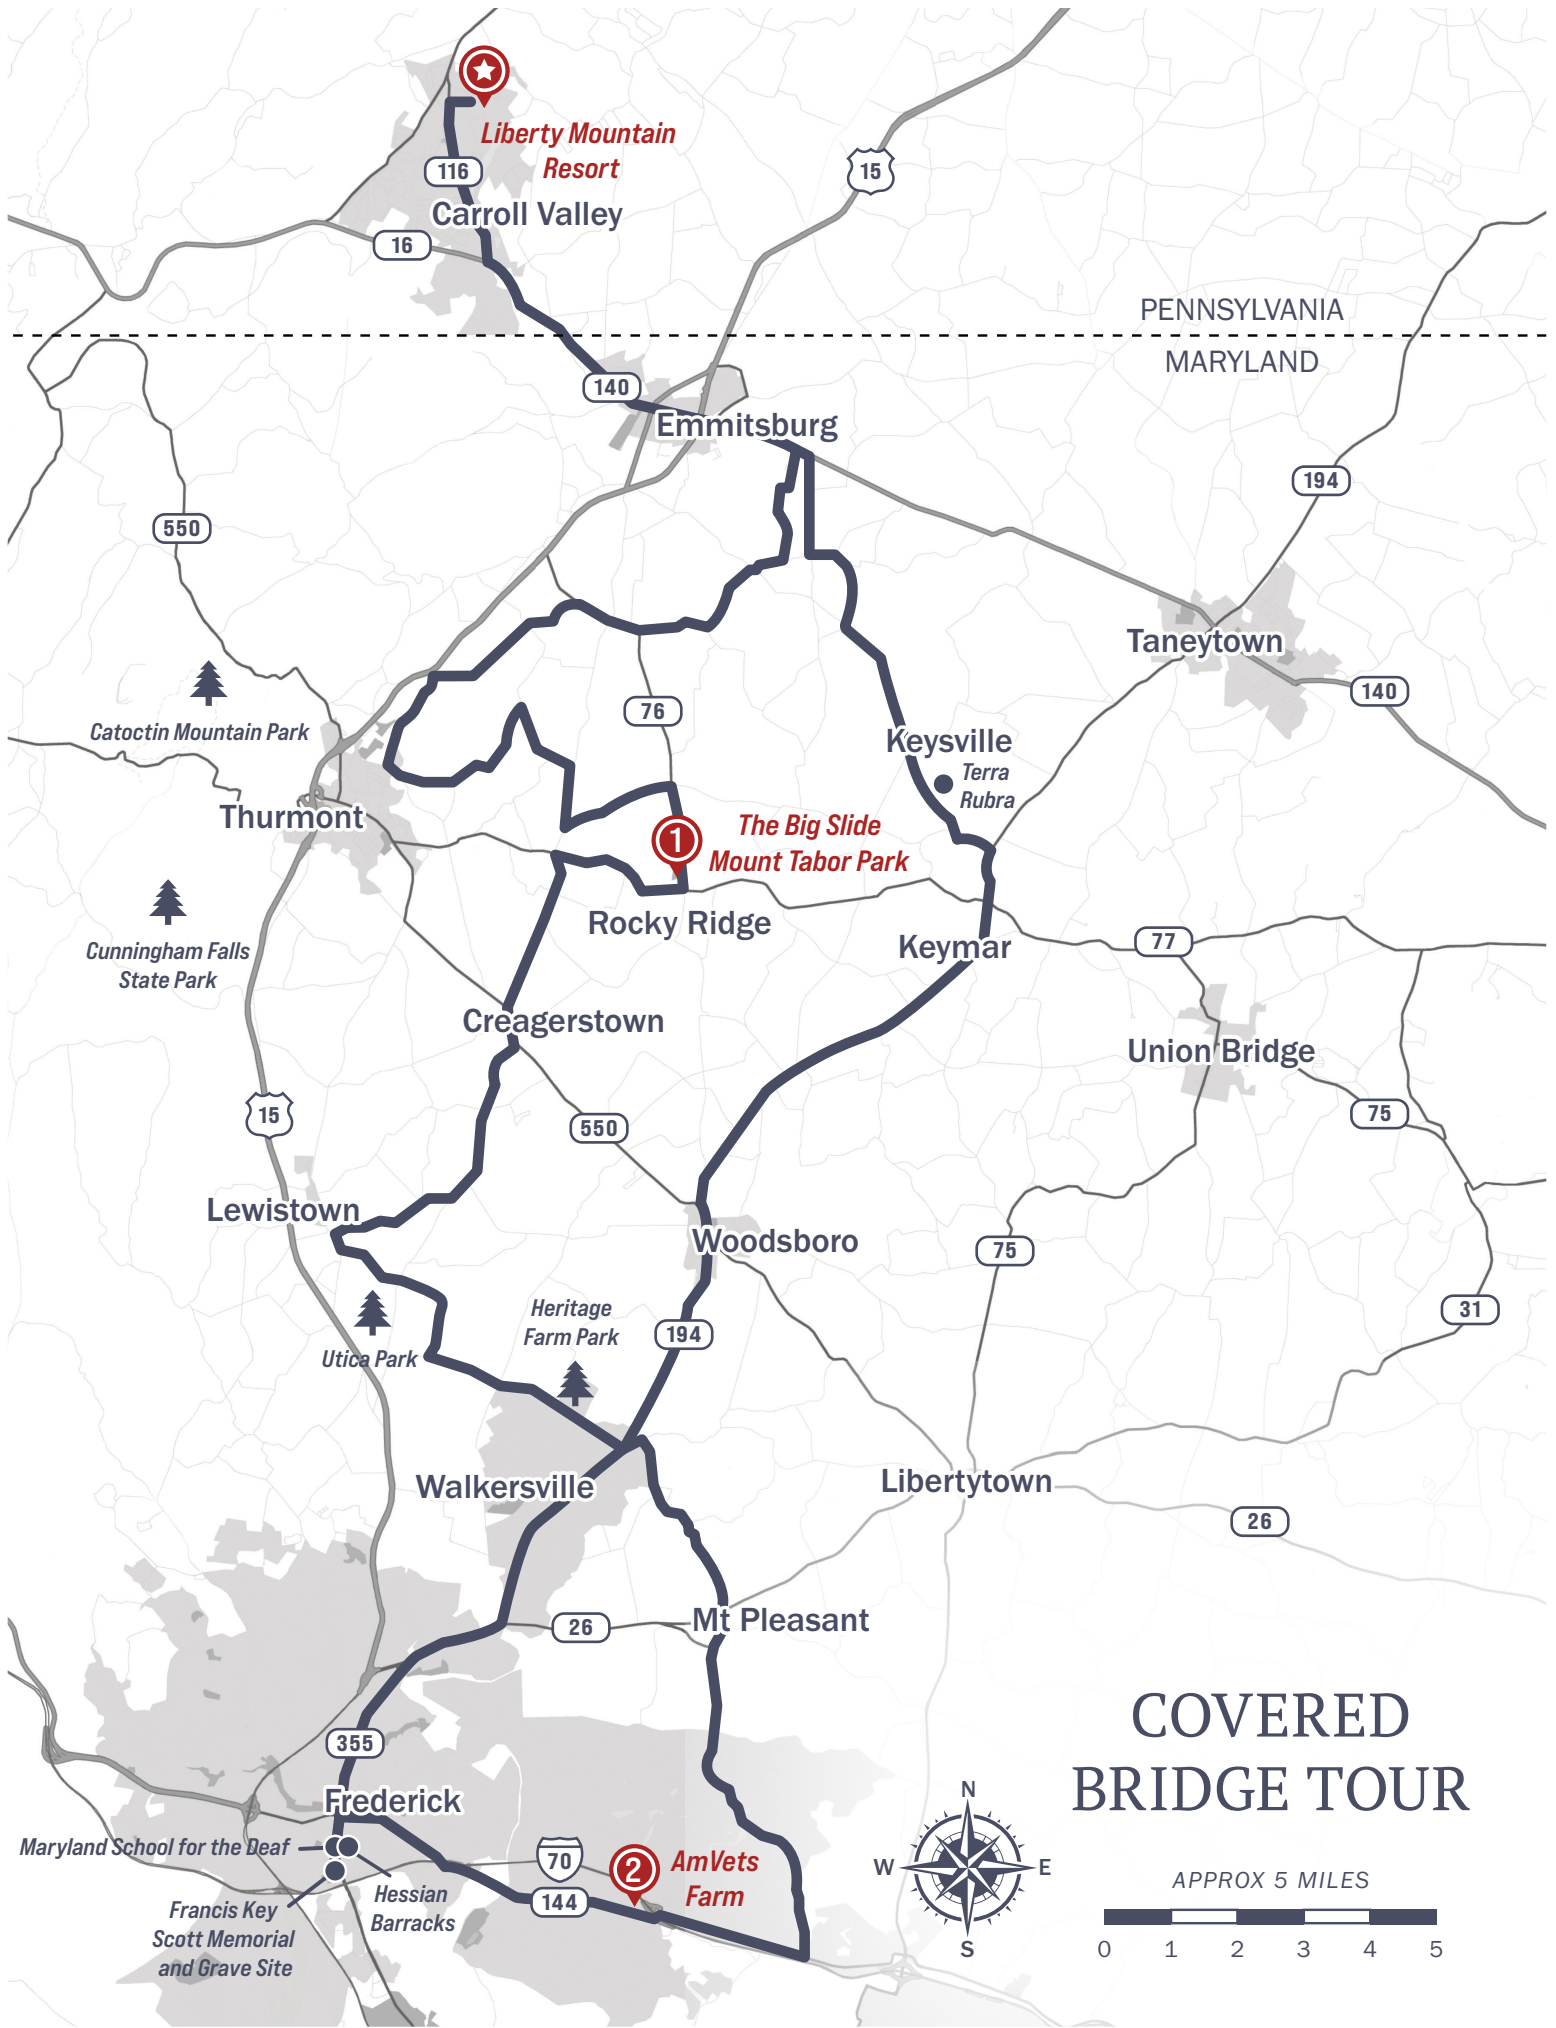 Liberty Mountain
Resort
116
15
Carroll Valley
16
PENNSYLVANIA
MARYLAND
140
Emmitsburg
194
550
Taneytown
140
Catoctin Mountain Park
76
Keysville
Terra
Rubra
Thurmont
1
The Big Slide
Mount Tabor Park
Cunningham Falls
State Park
Rocky Ridge
Keymar
77
Creagerstown
Union Bridge
15
550
75
Lewistown
Woodsboro
75
Heritage
Farm Park
194
31
Utica Park
Walkersville
Libertytown
26
26
Mt Pleasant
COVERED
BRIDGE TOUR
355
Frederick
Maryland School for the Deaf
70
2
AmVets
Farm
144
Hessian
Barracks
Francis Key
Scott Memorial
and Grave Site
N
W
E
S
APPROX 5 MILES
0 1 2 3 4 5